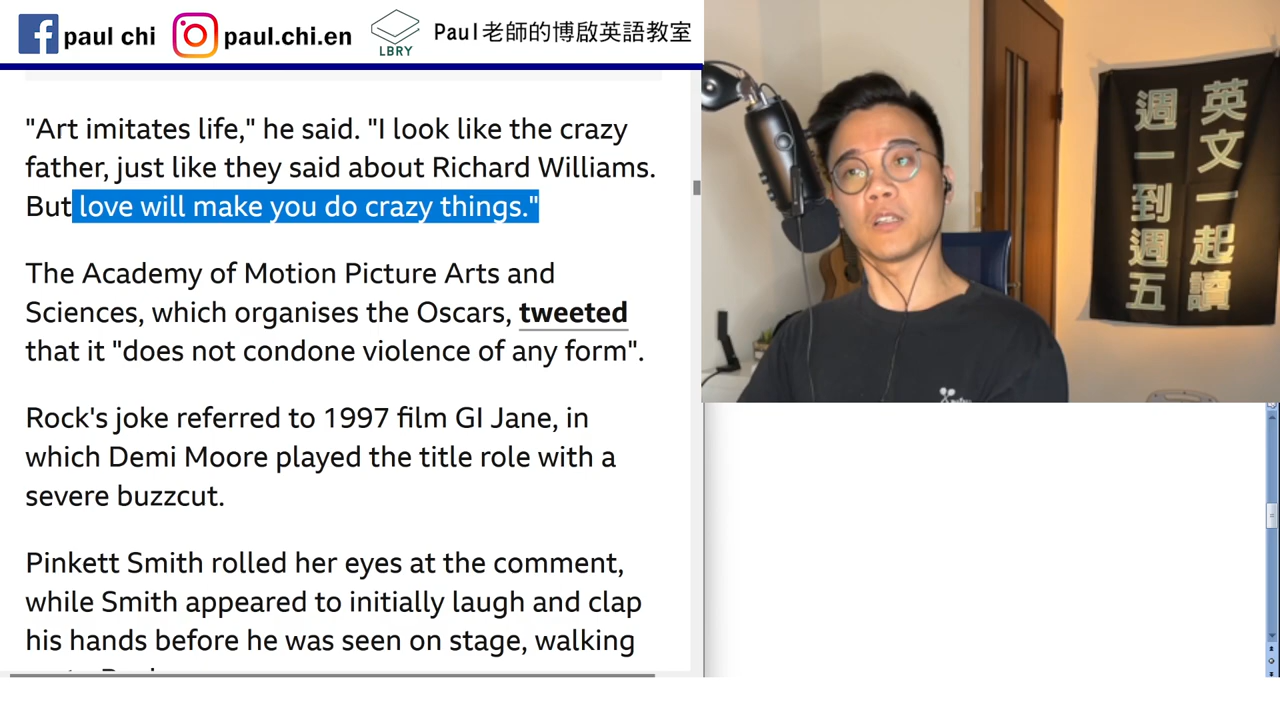 paul chi
paul.chi.en
LBRY
Paul老師的博啟英語教室
"Art imitates life," he said. "I look like the crazy
father, just like they said about Richard Williams.
But love will make you do crazy things."
The Academy of Motion Picture Arts and
Sciences, which organises the Oscars, tweeted
that it "does not condone violence of any form".
Rock's joke referred to 1997 film GI Jane, in
which Demi Moore played the title role with a
severe buzzcut.
Pinkett Smith rolled her eyes at the comment,
while Smith appeared to initially laugh and clap
his hands before he was seen on stage, walking
英文一起讀
週一到週五